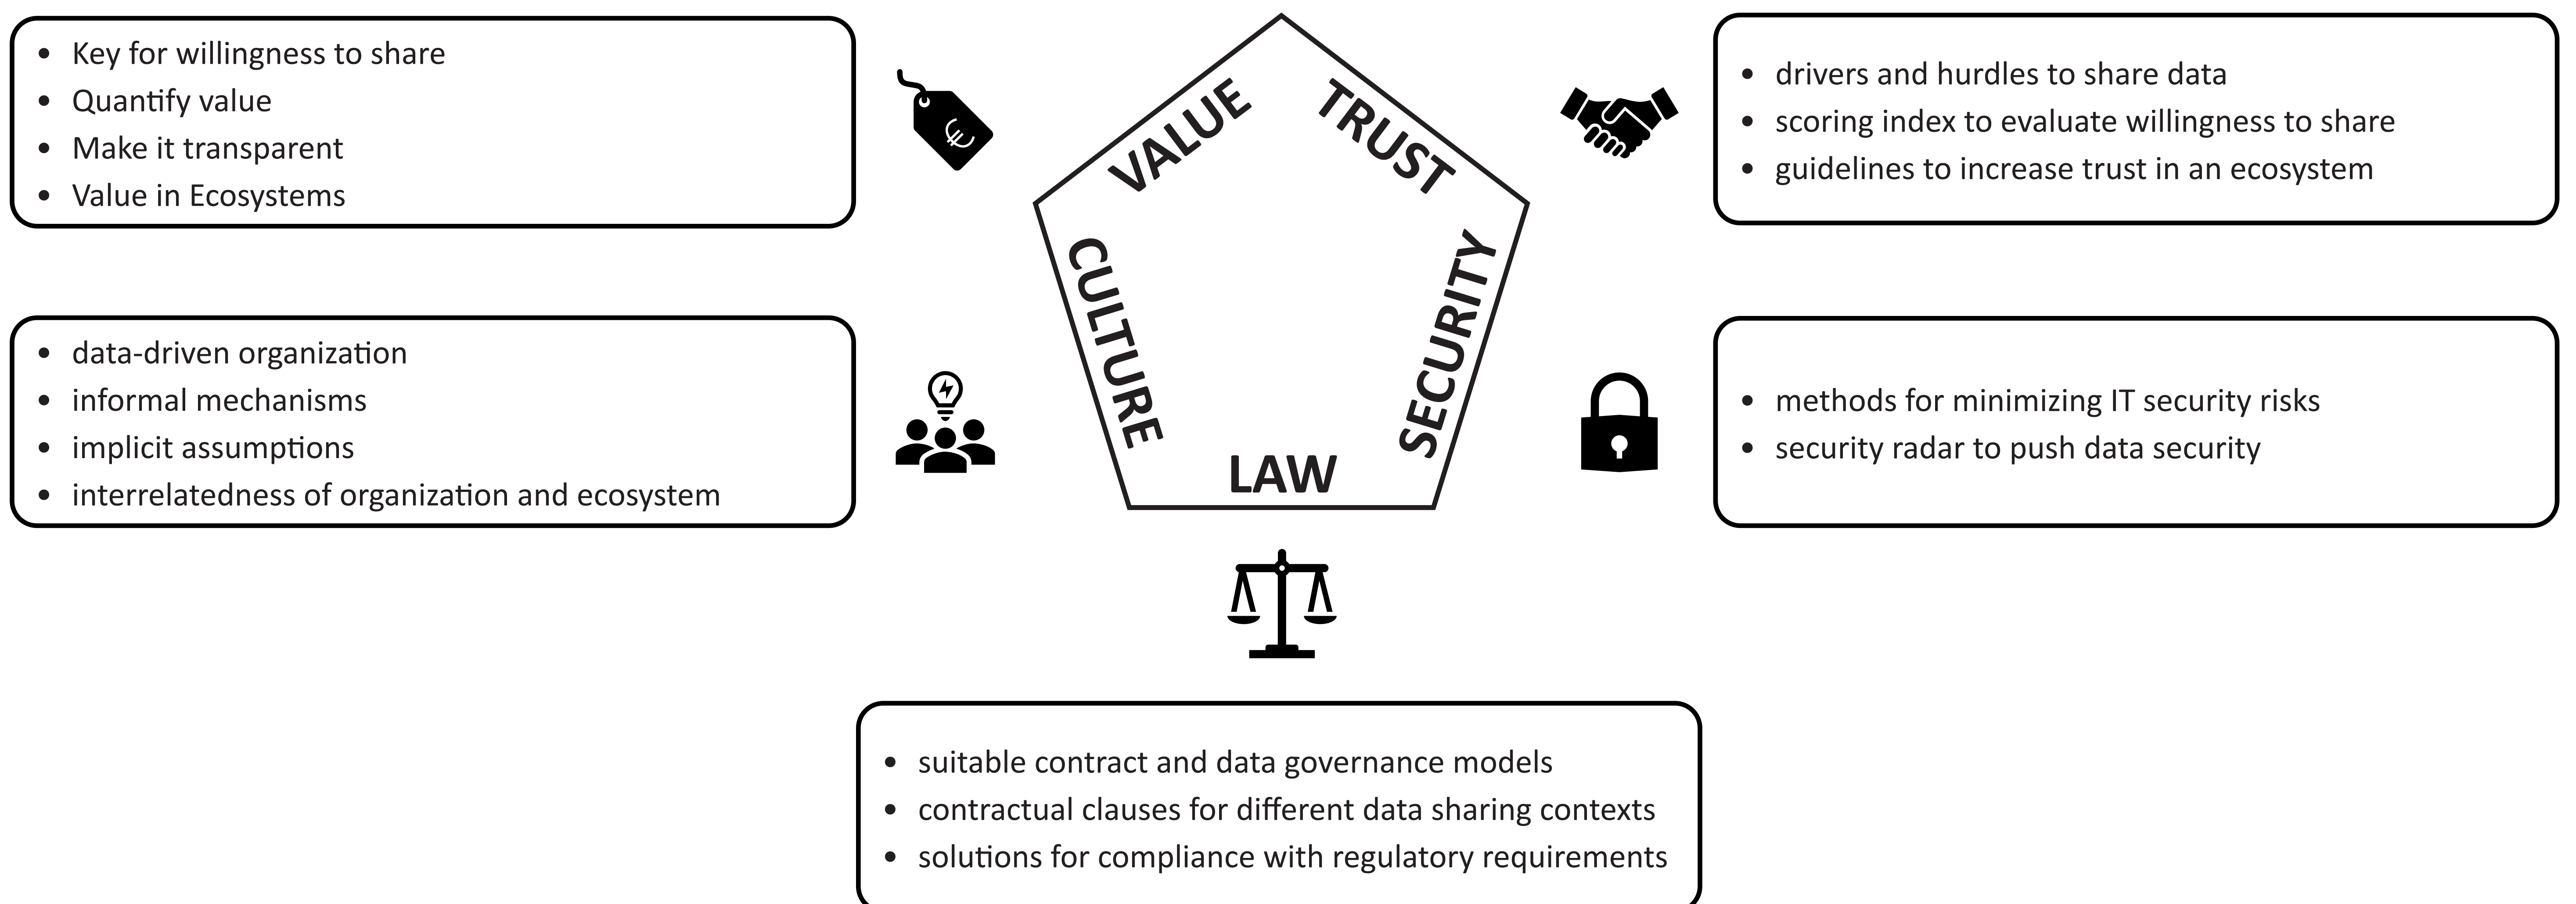 • Key for willingness to share
• Quantify value
• Make it transparent
• Value in Ecosystems
€
VALUE
TRUST
• drivers and hurdles to share data
• scoring index to evaluate willingness to share
• guidelines to increase trust in an ecosystem
• data-driven organization
• informal mechanisms
• implicit assumptions
• interrelatedness of organization and ecosystem
CULTURE
SECURITY
LAW
• methods for minimizing IT security risks
• security radar to push data security
• suitable contract and data governance models
• contractual clauses for different data sharing contexts
• solutions for compliance with regulatory requirements